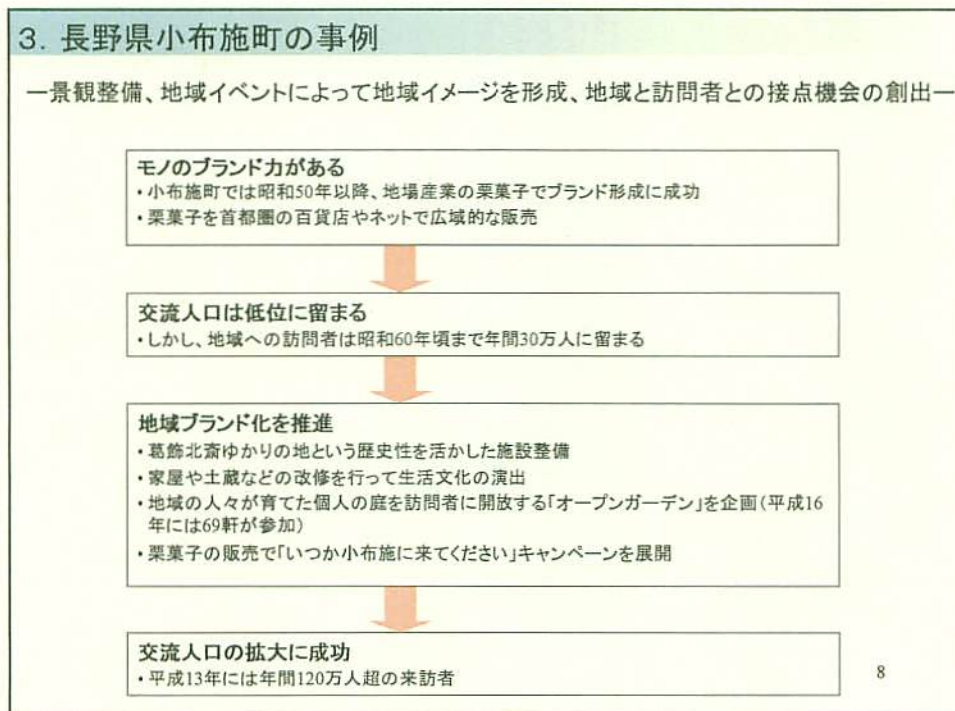 3. 長野県小布施町の事例
ー景観整備、地域イベントによって地域イメージを形成、地域と訪問者との接点機会の創出ー
モノのブランド力がある
・小布施町では昭和50年以降、地場産業の栗菓子でブランド形成に成功
・栗菓子を首都圏の百貨店やネットで広域的な販売
交流人口は低位に留まる
・しかし、地域への訪問者は昭和60年頃まで年間30万人に留まる
地域ブランド化を推進
・葛飾北斎ゆかりの地という歴史性を活かした施設整備
・家屋や土蔵などの改修を行って生活文化の演出
・地域の人々が育てた個人の庭を訪問者に開放する「オープンガーデン」を企画(平成16
年には69軒が参加)
・栗菓子の販売で「いつか小布施に来てください」キャンペーンを展開
交流人口の拡大に成功
・平成13年には年間120万人超の来訪者
8